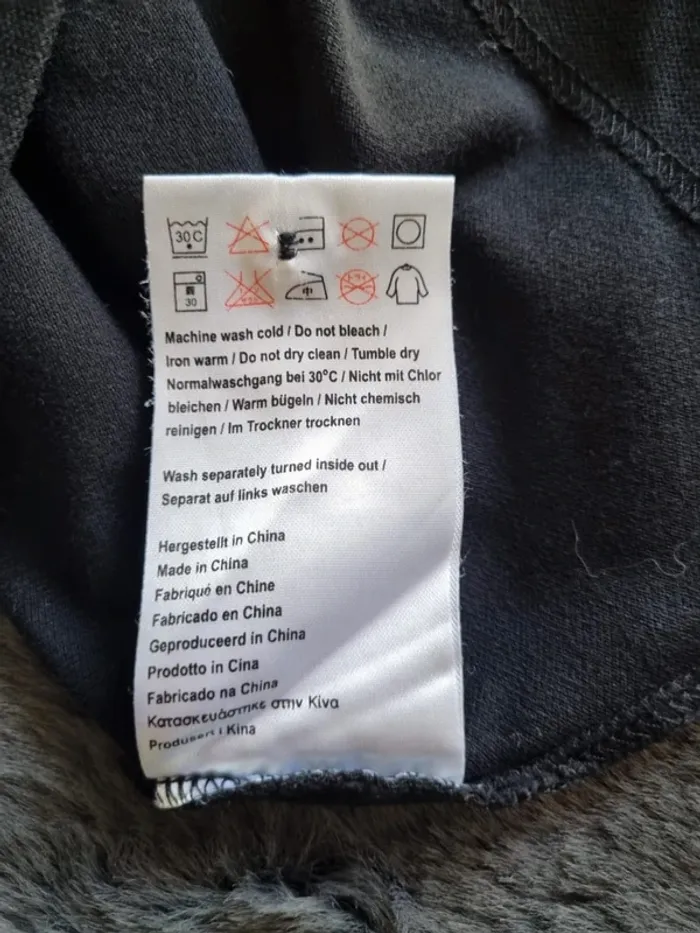 30C
30
中
Machine wash cold / Do not bleach /
Iron warm / Do not dry clean / Tumble dry
Normalwaschgang bei 30°C / Nicht mit Chlor
bleichen / Warm bügeln / Nicht chemisch
reinigen / Im Trockner trocknen
Wash separately turned inside out /
Separat auf links waschen
Hergestellt in China
Made in China
Fabriqué en Chine
Fabricado en China
Geproduceerd in China
Prodotto in Cina
Fabricado na China
Κατασκευάστηκε στην Κίνα
Produsert i Kina